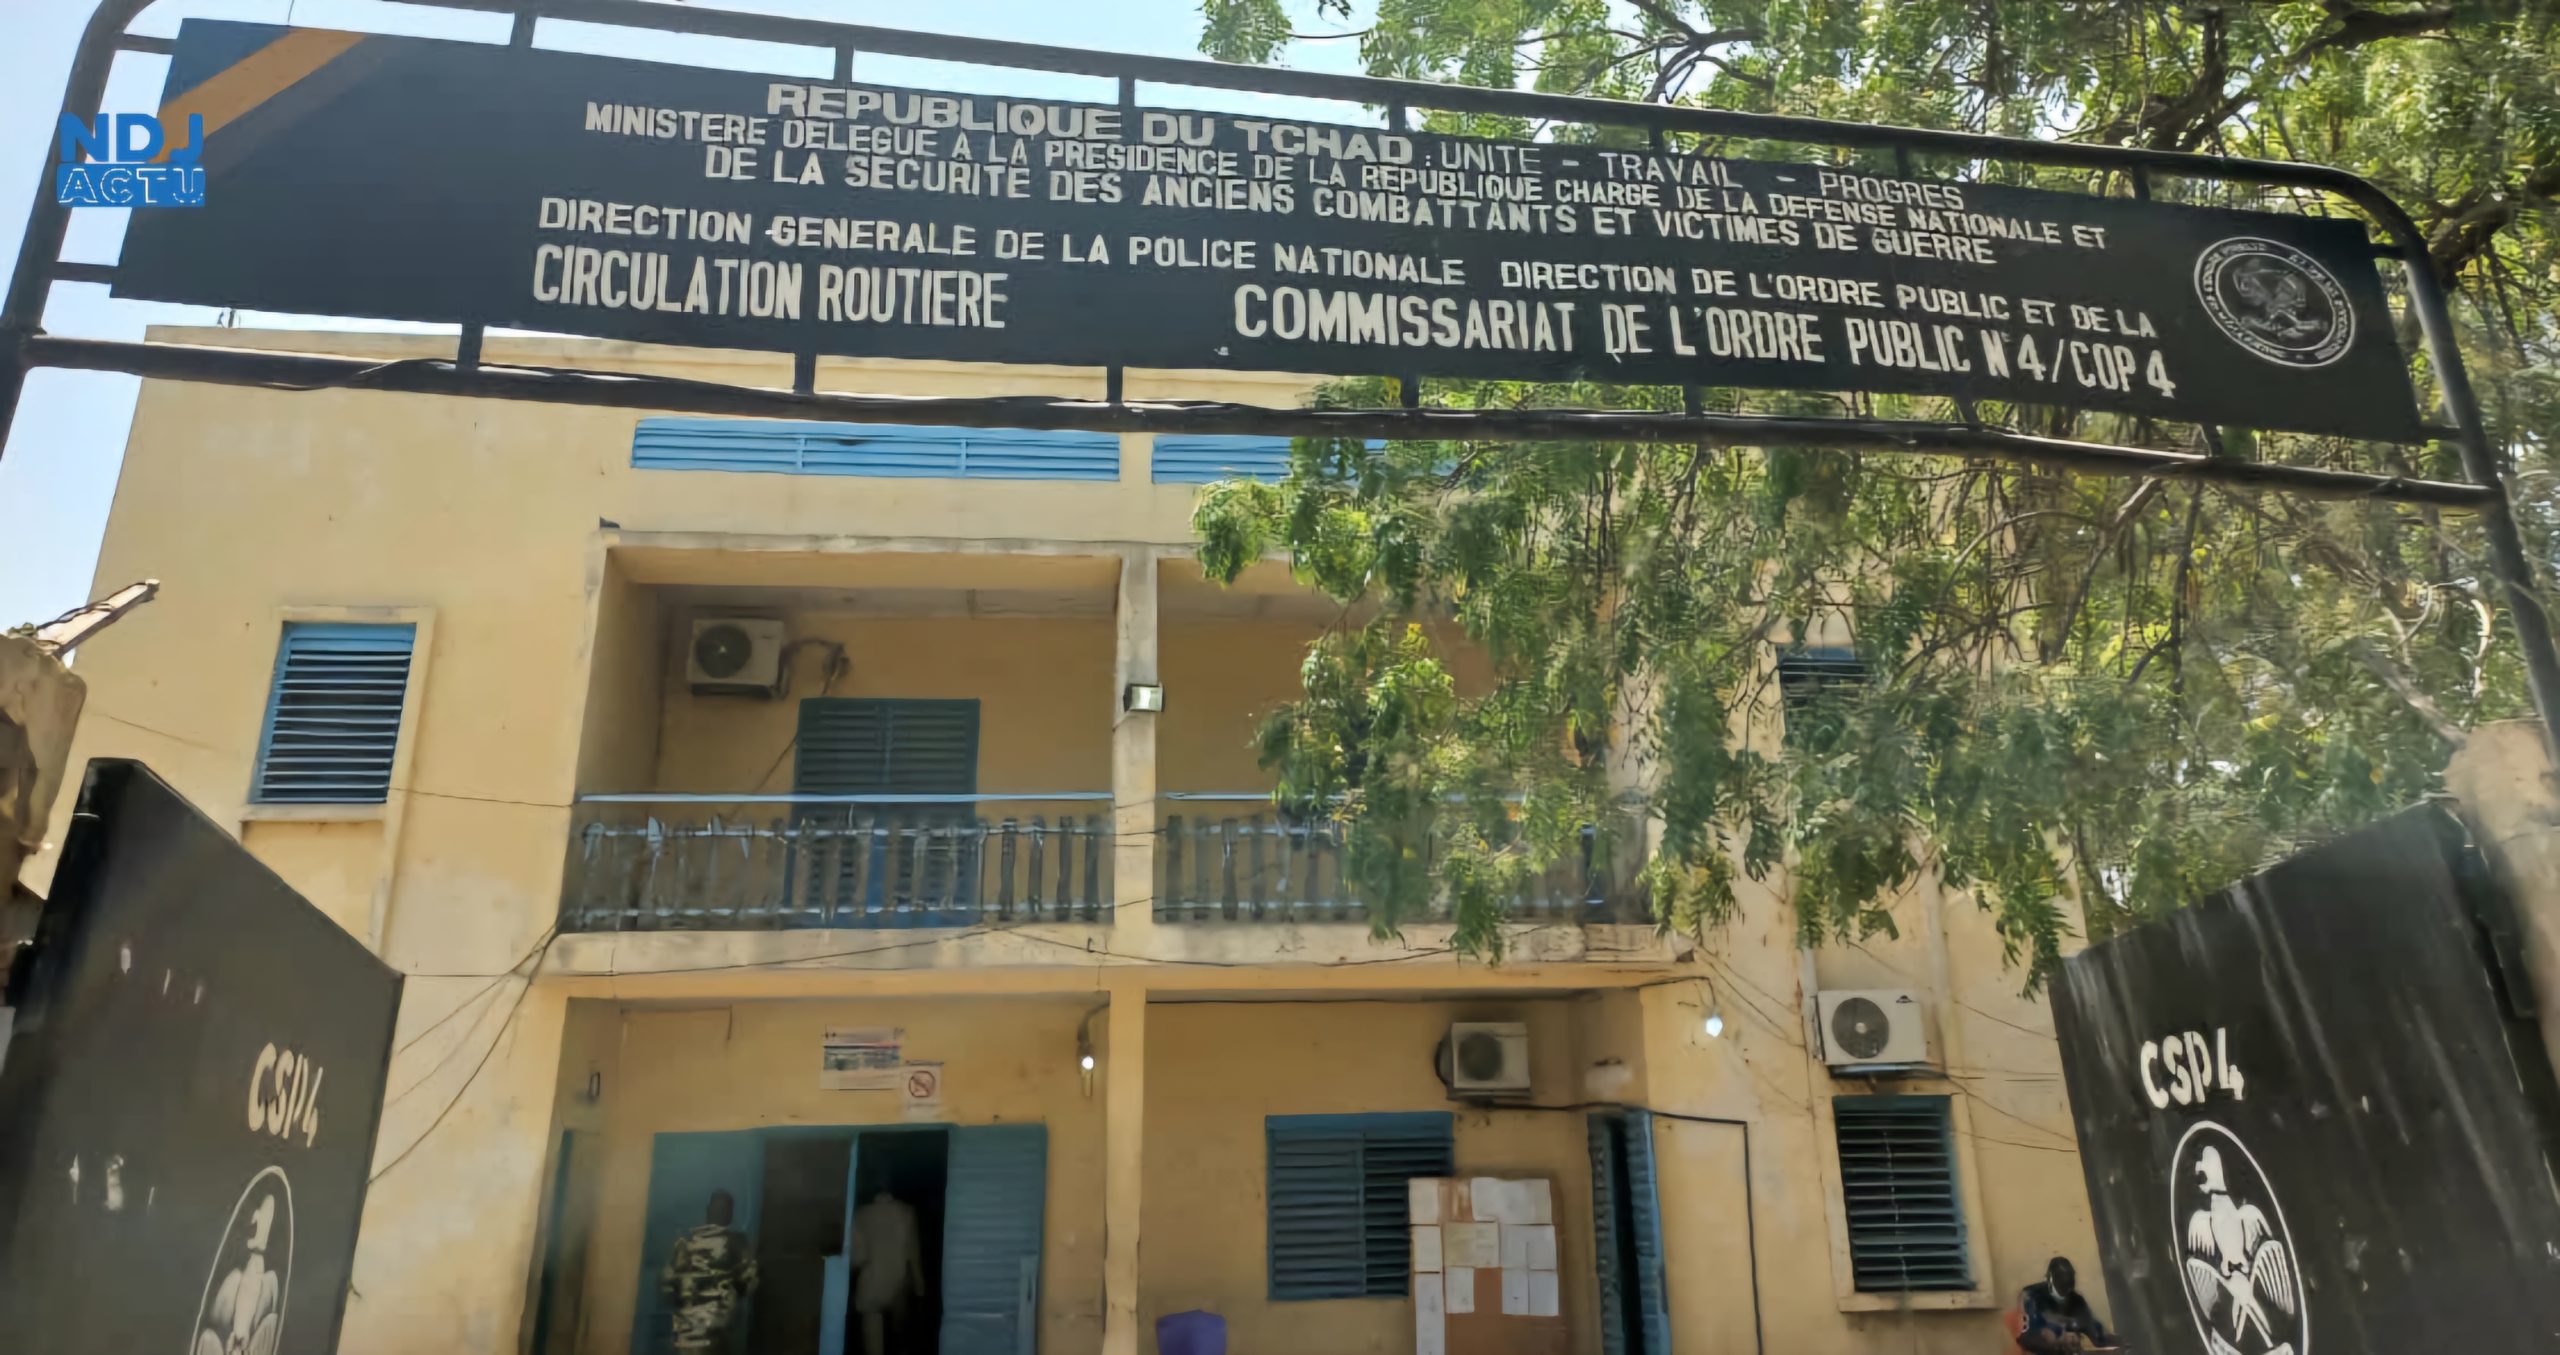 NDJ
ACTU
REPUBLIQUE DU TCHAD : UNITE - TRAVAIL - PROGRES
MINISTERE DELEGUE A LA PRESIDENCE DE LA REPUBLIQUE CHARGE DE LA DEFENSE NATIONALE ET
DE LA SECURITE DES ANCIENS COMBATTANTS ET VICTIMES DE GUERRE
DIRECTION GENERALE DE LA POLICE NATIONALE DIRECTION DE L'ORDRE PUBLIC ET DE LA
CIRCULATION ROUTIERE COMMISSARIAT DE L'ORDRE PUBLIC N°4/COP 4
CSP4
CSP4